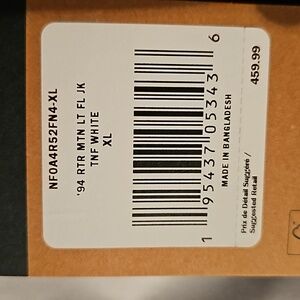 NF0A4R52FN4-XL
'94 RTR MTN LT FL JK
TNF WHITE
XL
1 95437 05343 6
MADE IN BANGLADESH
Prix de Détail Suggéré /
Suggested Retail
459.99